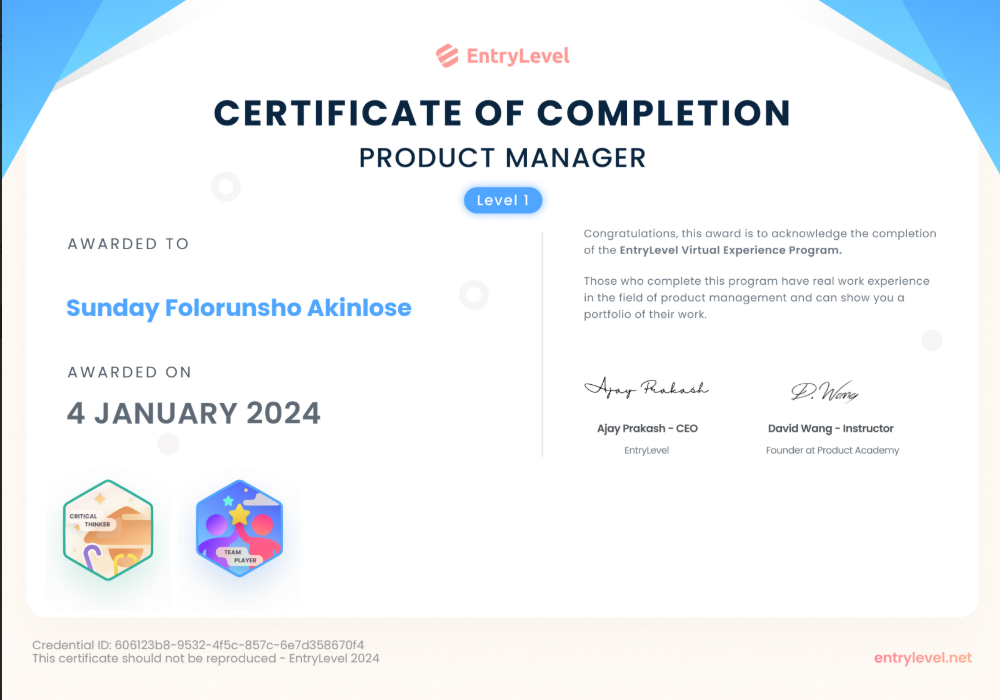 EntryLevel
CERTIFICATE OF COMPLETION
PRODUCT MANAGER
Level 1
AWARDED TO
Sunday Folorunsho Akinlose
AWARDED ON
4 JANUARY 2024
Congratulations, this award is to acknowledge the completion
of the EntryLevel Virtual Experience Program.
Those who complete this program have real work experience
in the field of product management and can show you a
portfolio of their work.
Ajay Prakash
Ajay Prakash - CEO
EntryLevel
D. Wang
David Wang - Instructor
Founder at Product Academy
CRITICAL
THINKER
TEAM
PLAYER
Credential ID: 606123b8-9532-4f5c-857c-6e7d358670f4
This certificate should not be reproduced - EntryLevel 2024
entrylevel.net